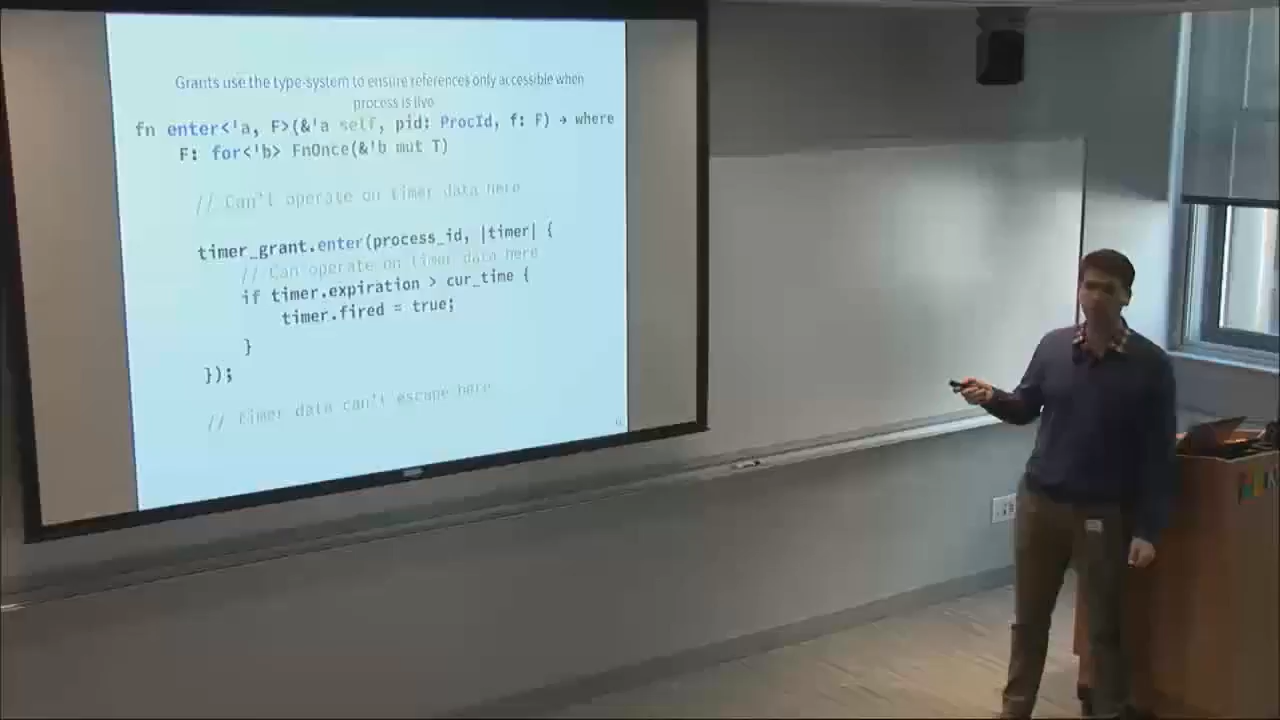 Grants use the type-system to ensure references only accessible when
process is live
fn enter<'a, F>(&'a self, pid: ProcId, f: F) → where
F: for<'b> FnOnce(&'b mut T)
// Can't operate on timer data here
timer_grant.enter(process_id, |timer| {
// Can operate on timer data here
if timer.expiration > cur_time {
timer.fired = true;
}
});
// timer data can't escape here